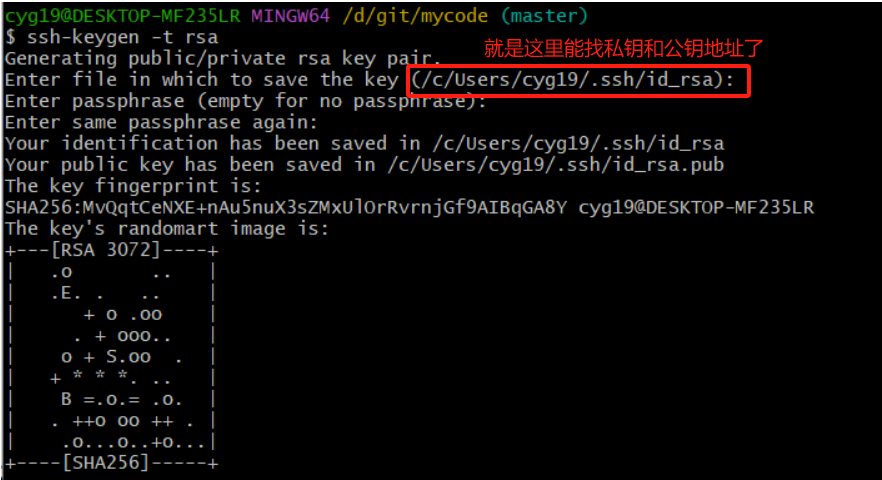 cyg19@DESKTOP-MF235LR MINGW64 /d/git/mycode (master)
$ ssh-keygen -t rsa
Generating public/private rsa key pair.
就是这里能找私钥和公钥地址了
Enter file in which to save the key (/c/Users/cyg19/.ssh/id_rsa):
Enter passphrase (empty for no passphrase):
Enter same passphrase again:
Your identification has been saved in /c/Users/cyg19/.ssh/id_rsa
Your public key has been saved in /c/Users/cyg19/.ssh/id_rsa.pub
The key fingerprint is:
SHA256:MvQqtCeNXE+nAu5nuX3sZMxUlOrRvrnjGf9AIBqGA8Y cyg19@DESKTOP-MF235LR
The key's randomart image is:
+---[RSA 3072]----+
|   .o      ..   |
|   .E. .   ..    |
|      + o .oo    |
|     . + ooo..   |
|    o + S.oo  .  |
|   + * * *. ..   |
|    B =.o.= .o.  |
|   . ++o oo ++ . |
|    .o...o..+o...|
+----[SHA256]-----+